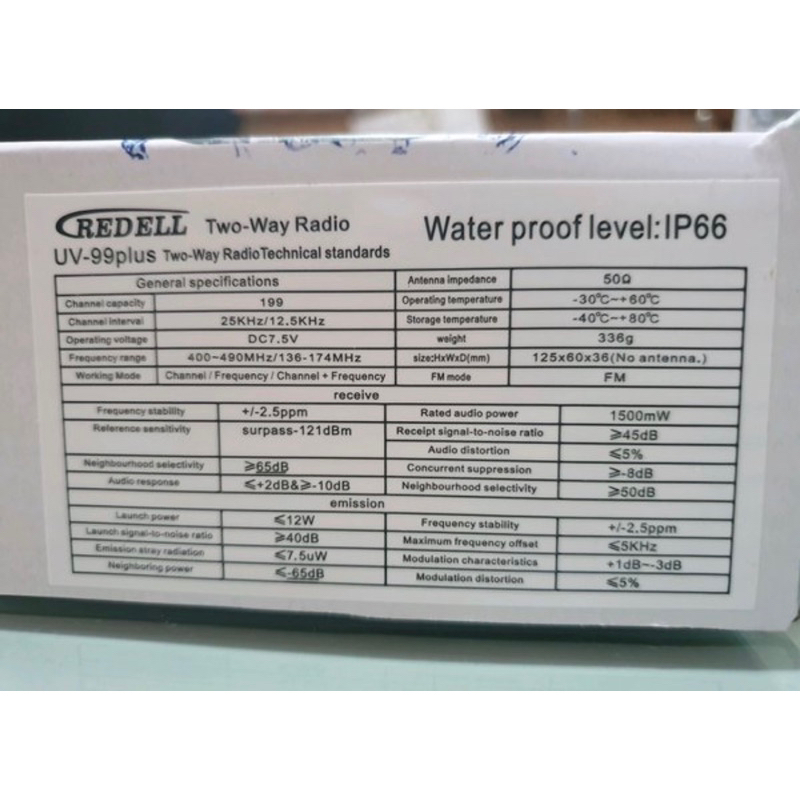 CREDELL Two-Way Radio
Water proof level:IP66
UV-99plus Two-Way RadioTechnical standards
General specifications
Antenna impedance 50Ω
Channel capacity 199
Operating temperature -30℃~+60℃
Channel interval 25KHz/12.5KHz
Storage temperature -40℃~+80℃
Operating voltage DC7.5V
weight 336g
Frequency range 400~490MHz/136-174MHz
size:HxWxD(mm) 125x60x36(No antenna.)
Working Mode Channel / Frequency / Channel + Frequency
FM mode FM
receive
Frequency stability +/-2.5ppm
Rated audio power 1500mW
Reference sensitivity surpass-121dBm
Receipt signal-to-noise ratio ≥45dB
Audio distortion ≤5%
Neighbourhood selectivity ≥65dB
Concurrent suppression ≥-8dB
Audio response ≤+2dB&≥-10dB
Neighbourhood selectivity ≥50dB
emission
Launch power ≤12W
Frequency stability +/-2.5ppm
Launch signal-to-noise ratio ≥40dB
Maximum frequency offset ≤5KHz
Emission stray radiation ≤7.5uW
Modulation characteristics +1dB~-3dB
Neighboring power ≤-65dB
Modulation distortion ≤5%